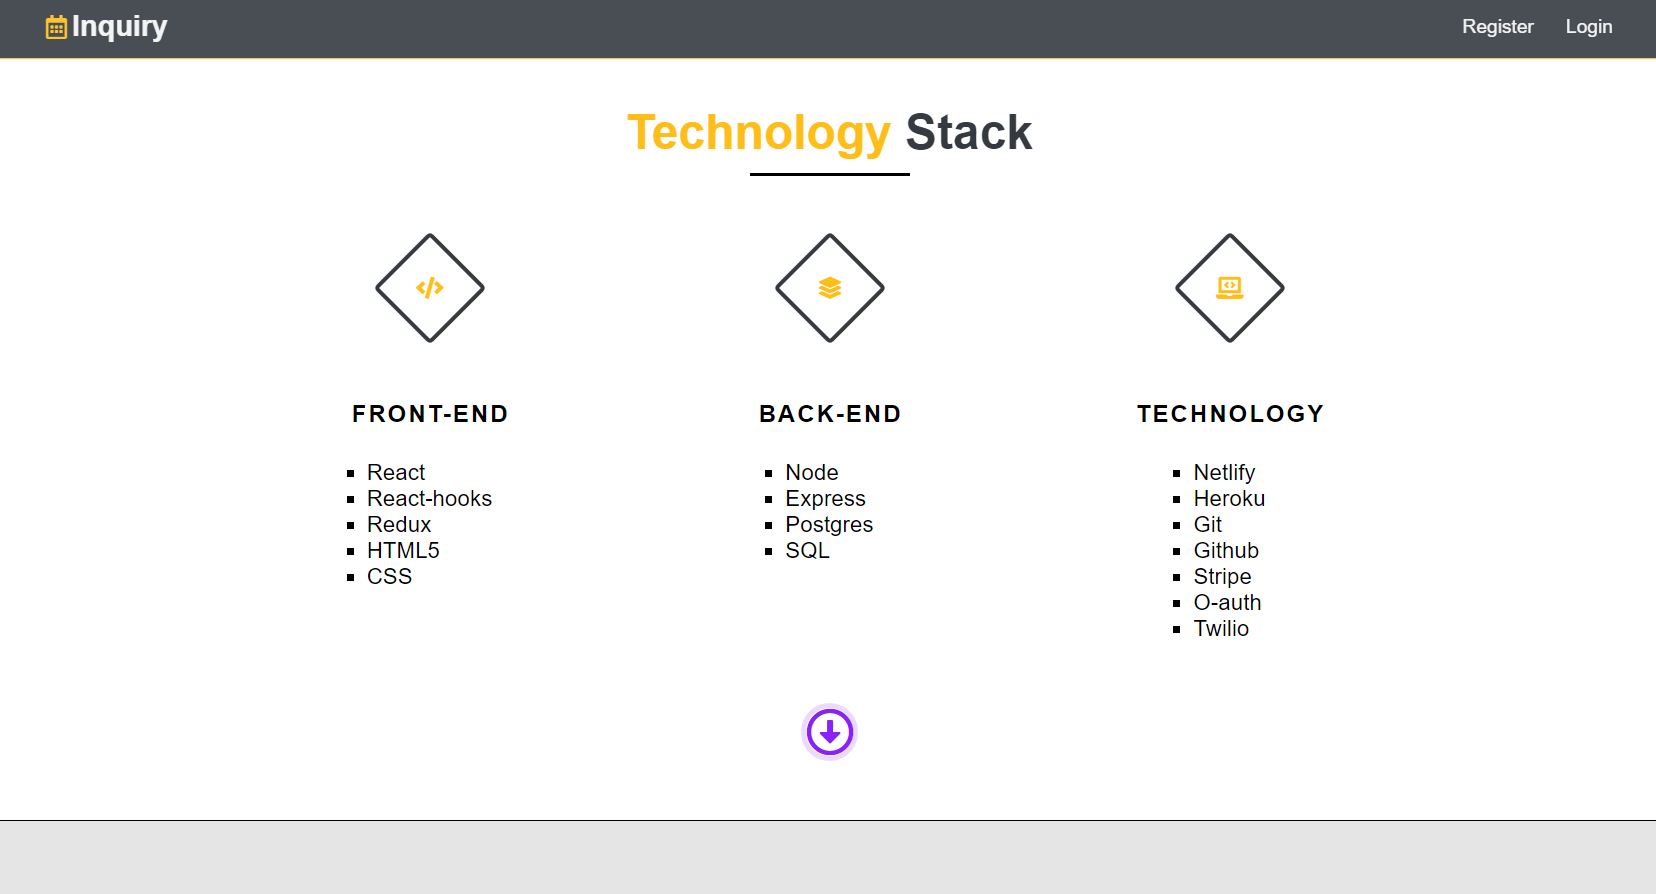 Inquiry
Register
Login
Technology Stack
FRONT-END
React
React-hooks
Redux
HTML5
CSS
BACK-END
Node
Express
Postgres
SQL
TECHNOLOGY
Netlify
Heroku
Git
Github
Stripe
O-auth
Twilio